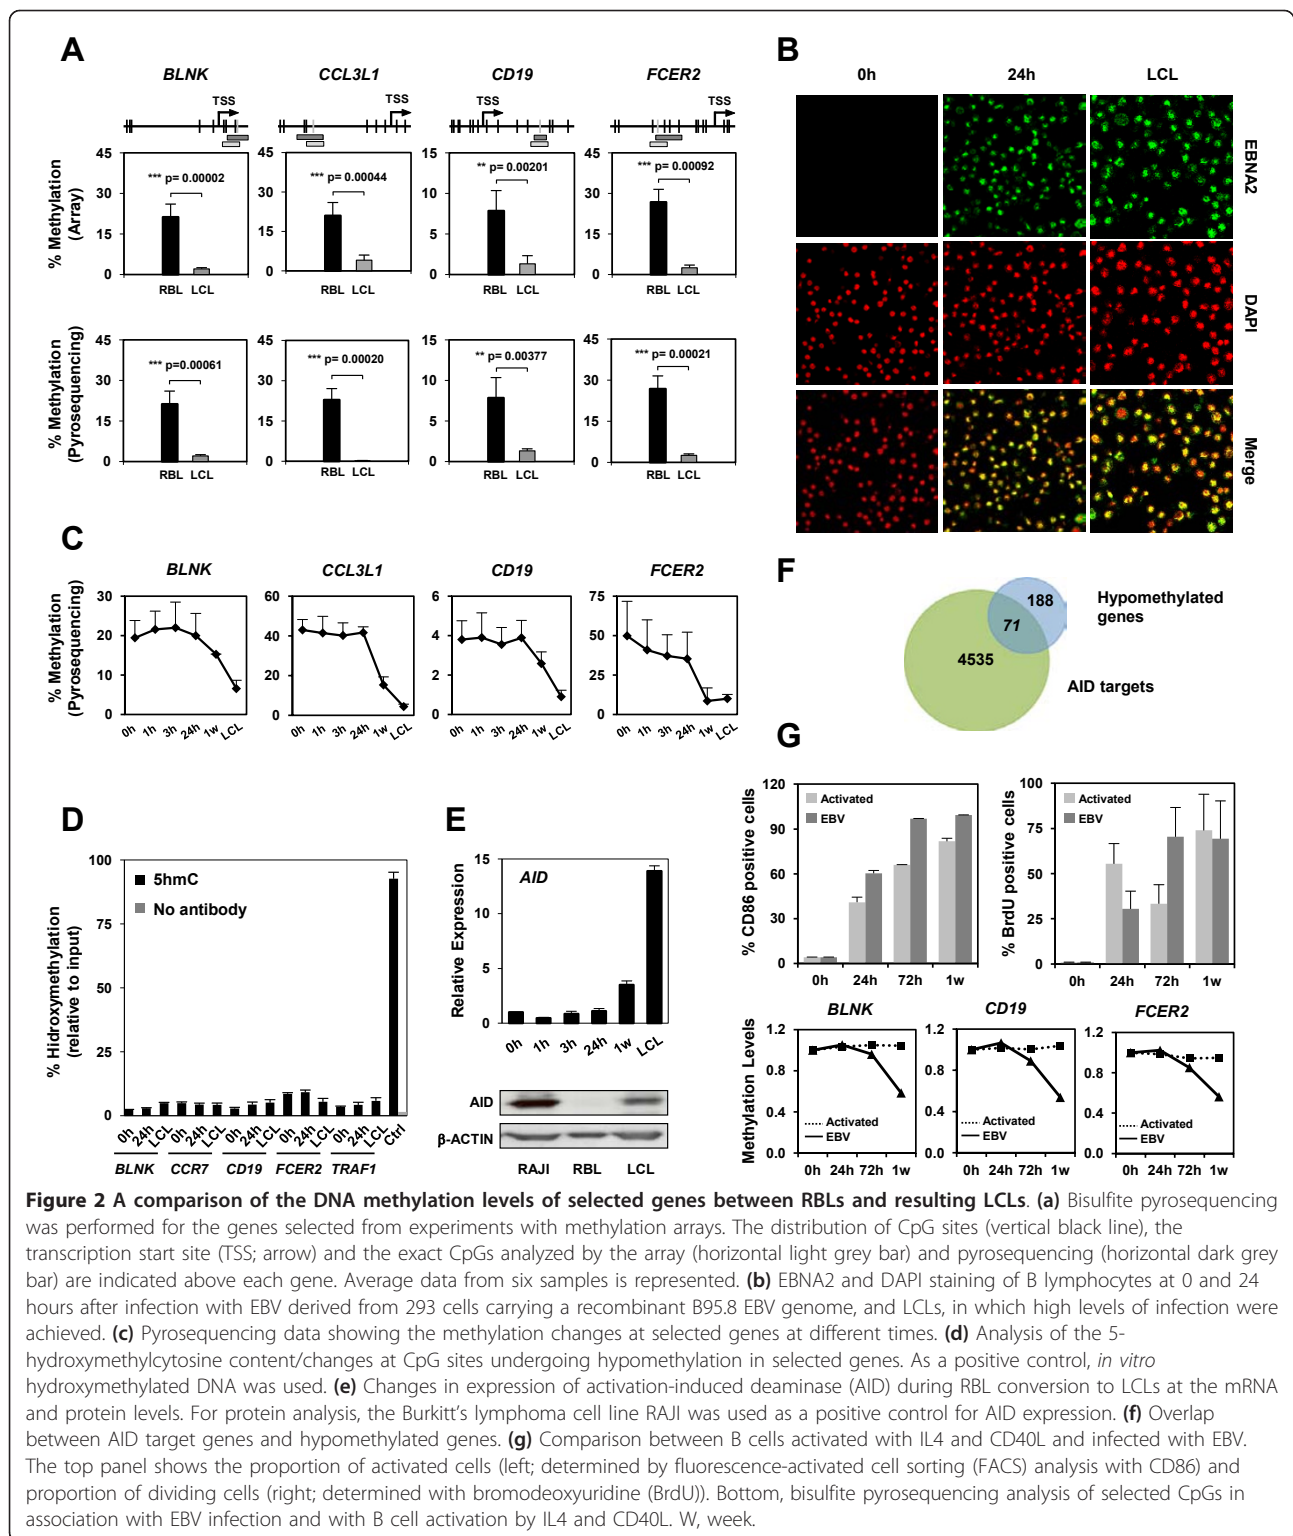 A
BLNK
CCL3L1
CD19
FCER2
TSS
TSS
TSS
TSS
% Methylation
(Array)
45
30
15
0
*** p= 0.00002
RBL LCL
45
30
15
0
*** p= 0.00044
RBL LCL
15
10
5
0
** p= 0.00201
RBL LCL
45
30
15
0
*** p= 0.00092
RBL LCL
% Methylation
(Pyrosequencing)
45
30
15
0
*** p=0.00061
RBL LCL
45
30
15
0
*** p= 0.00020
RBL LCL
15
10
5
0
** p= 0.00377
RBL LCL
45
30
15
0
*** p= 0.00021
RBL LCL
B
0h
24h
LCL
EBNA2
DAPI
Merge
C
BLNK
CCL3L1
CD19
FCER2
% Methylation
(Pyrosequencing)
30
20
10
0
0h 1h 3h 24h 1w LCL
60
40
20
0
0h 1h 3h 24h 1w LCL
6
4
2
0
0h 1h 3h 24h 1w LCL
75
50
25
0
0h 1h 3h 24h 1w LCL
D
% Hidroxymethylation
(relative to input)
100
75
50
25
0
5hmC
No antibody
0h 24h LCL 0h 24h LCL 0h 24h LCL 0h 24h LCL 0h 24h LCL Ctrl
BLNK CCR7 CD19 FCER2 TRAF1
E
Relative Expression
15
10
5
0
AID
0h 1h 3h 24h 1w LCL
AID
β-ACTIN
RAJI RBL LCL
F
188
71
4535
Hypomethylated
genes
AID targets
G
% CD86 positive cells
120
90
60
30
0
Activated
EBV
0h 24h 72h 1w
% BrdU positive cells
100
75
50
25
0
Activated
EBV
0h 24h 72h 1w
Methylation Levels
BLNK
1.2
0.8
0.4
0.0
Activated
EBV
0h 24h 72h 1w
CD19
1.2
0.8
0.4
0.0
Activated
EBV
0h 24h 72h 1w
FCER2
1.2
0.8
0.4
0.0
Activated
EBV
0h 24h 72h 1w
Figure 2 A comparison of the DNA methylation levels of selected genes between RBLs and resulting LCLs. (a) Bisulfite pyrosequencing
was performed for the genes selected from experiments with methylation arrays. The distribution of CpG sites (vertical black line), the
transcription start site (TSS; arrow) and the exact CpGs analyzed by the array (horizontal light grey bar) and pyrosequencing (horizontal dark grey
bar) are indicated above each gene. Average data from six samples is represented. (b) EBNA2 and DAPI staining of B lymphocytes at 0 and 24
hours after infection with EBV derived from 293 cells carrying a recombinant B95.8 EBV genome, and LCLs, in which high levels of infection were
achieved. (c) Pyrosequencing data showing the methylation changes at selected genes at different times. (d) Analysis of the 5-
hydroxymethylcytosine content/changes at CpG sites undergoing hypomethylation in selected genes. As a positive control, in vitro
hydroxymethylated DNA was used. (e) Changes in expression of activation-induced deaminase (AID) during RBL conversion to LCLs at the mRNA
and protein levels. For protein analysis, the Burkitt's lymphoma cell line RAJI was used as a positive control for AID expression. (f) Overlap
between AID target genes and hypomethylated genes. (g) Comparison between B cells activated with IL4 and CD40L and infected with EBV.
The top panel shows the proportion of activated cells (left; determined by fluorescence-activated cell sorting (FACS) analysis with CD86) and
proportion of dividing cells (right; determined with bromodeoxyuridine (BrdU)). Bottom, bisulfite pyrosequencing analysis of selected CpGs in
association with EBV infection and with B cell activation by IL4 and CD40L. W, week.